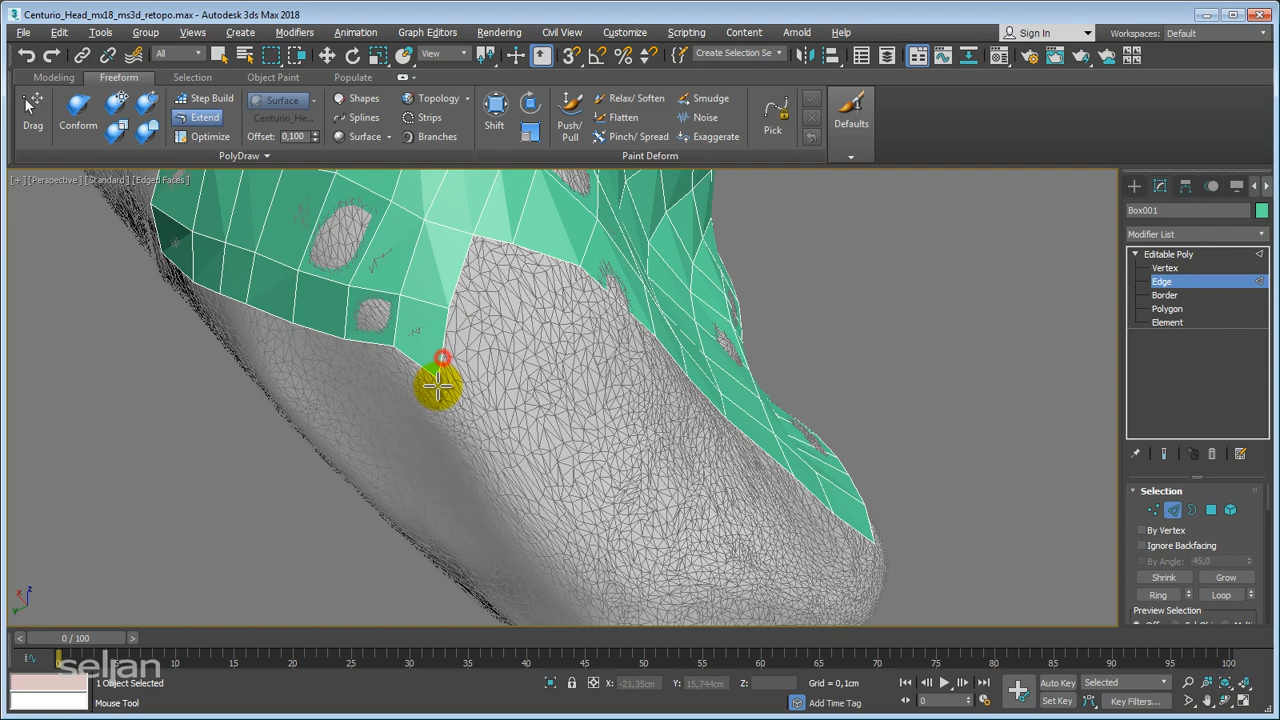 Centurio_Head_mx18_ms3d_retopo.max - Autodesk 3ds Max 2018
File Edit Tools Group Views Create Modifiers Animation Graph Editors Rendering Civil View Customize Scripting Content Arnold Help Sign In Workspaces: Default
All View Create Selection Se
Modeling Freeform Selection Object Paint Populate
Step Build Surface Shapes Topology Relax/ Soften Smudge
Drag Conform Extend Centurio_He... Splines Strips Shift Push/ Pull Flatten Noise Pick Defaults
Optimize Offset: 0,100 Surface Branches Pinch/ Spread Exaggerate
PolyDraw Paint Deform
[+] [Perspective] [Standard] [Edged Faces]
Box001
Modifier List
Editable Poly
Vertex
Edge
Border
Polygon
Element
Selection
By Vertex
Ignore Backfacing
By Angle: 45,0
Shrink Grow
Ring Loop
Preview Selection
z
x
y
0 / 100
10 15 20 25 30 35 40 45 50 55 60 65 70 75 80 85 90 95 100
selian
1 Object Selected X: -21,35cm Y: 15,744cm Z: Grid = 0,1cm Auto Key Selected
Mouse Tool Add Time Tag 0 Set Key Key Filters...